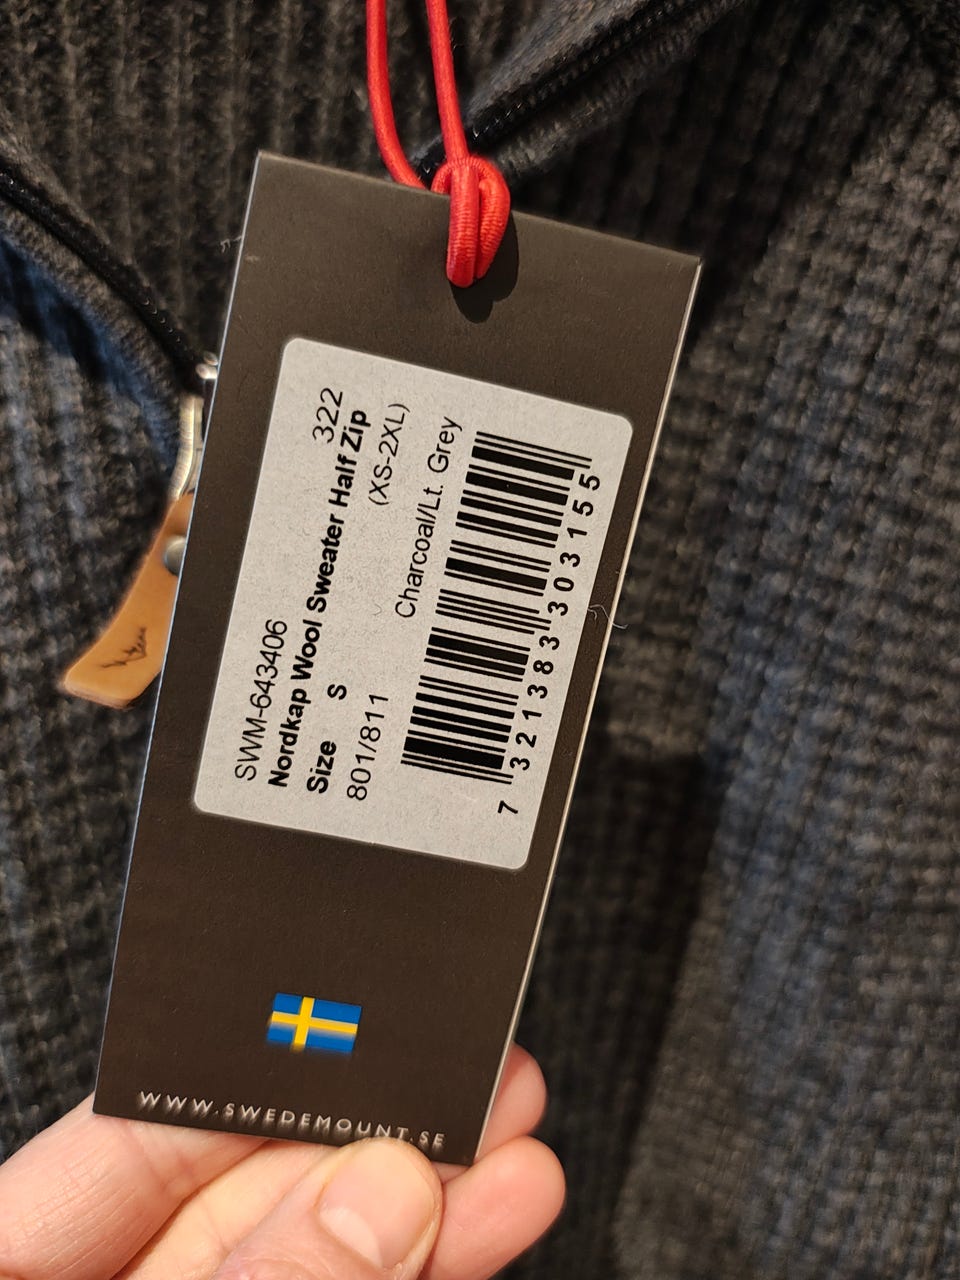 322
SWM-643406
Nordkap Wool Sweater Half Zip
Size S (XS-2XL)
801/811 Charcoal/Lt. Grey
7 321383 303155
WWW.SWEDEMOUNT.SE